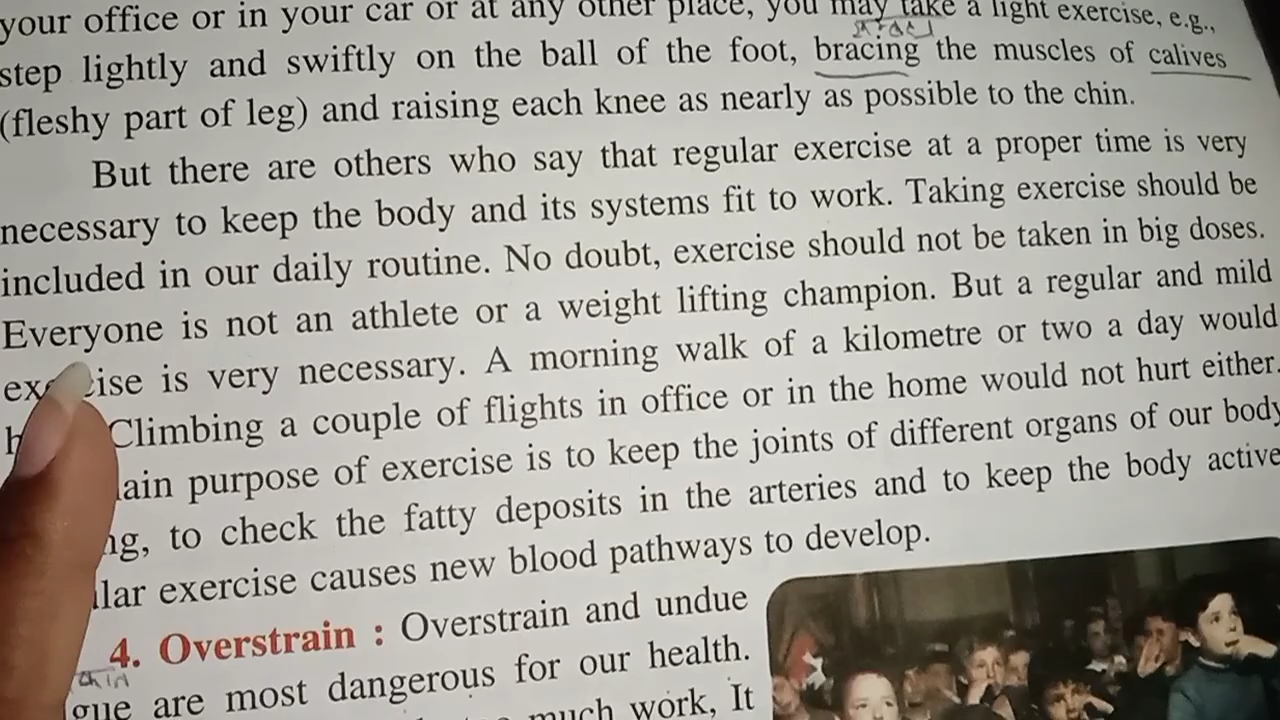 your office or in your car or at any other place, you may take a light exercise, e.g.,
step lightly and swiftly on the ball of the foot, bracing the muscles of calives
(fleshy part of leg) and raising each knee as nearly as possible to the chin.
But there are others who say that regular exercise at a proper time is very
necessary to keep the body and its systems fit to work. Taking exercise should be
included in our daily routine. No doubt, exercise should not be taken in big doses.
Everyone is not an athlete or a weight lifting champion. But a regular and mild
is very necessary. A morning walk of a kilometre or two a day would
Climbing a couple of flights in office or in the home would not hurt either.
purpose of exercise is to keep the joints of different organs of our body
to check the fatty deposits in the arteries and to keep the body active
exercise causes new blood pathways to develop.
4. Overstrain : Overstrain and undue
are most dangerous for our health.
much work, It